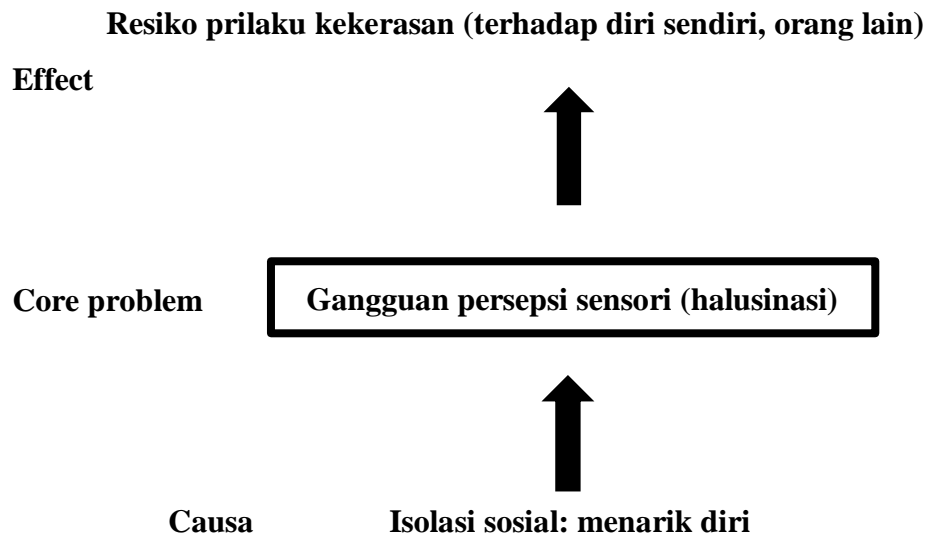 Resiko prilaku kekerasan (terhadap diri sendiri, orang lain)
Effect
Core problem Gangguan persepsi sensori (halusinasi)
Causa Isolasi sosial: menarik diri